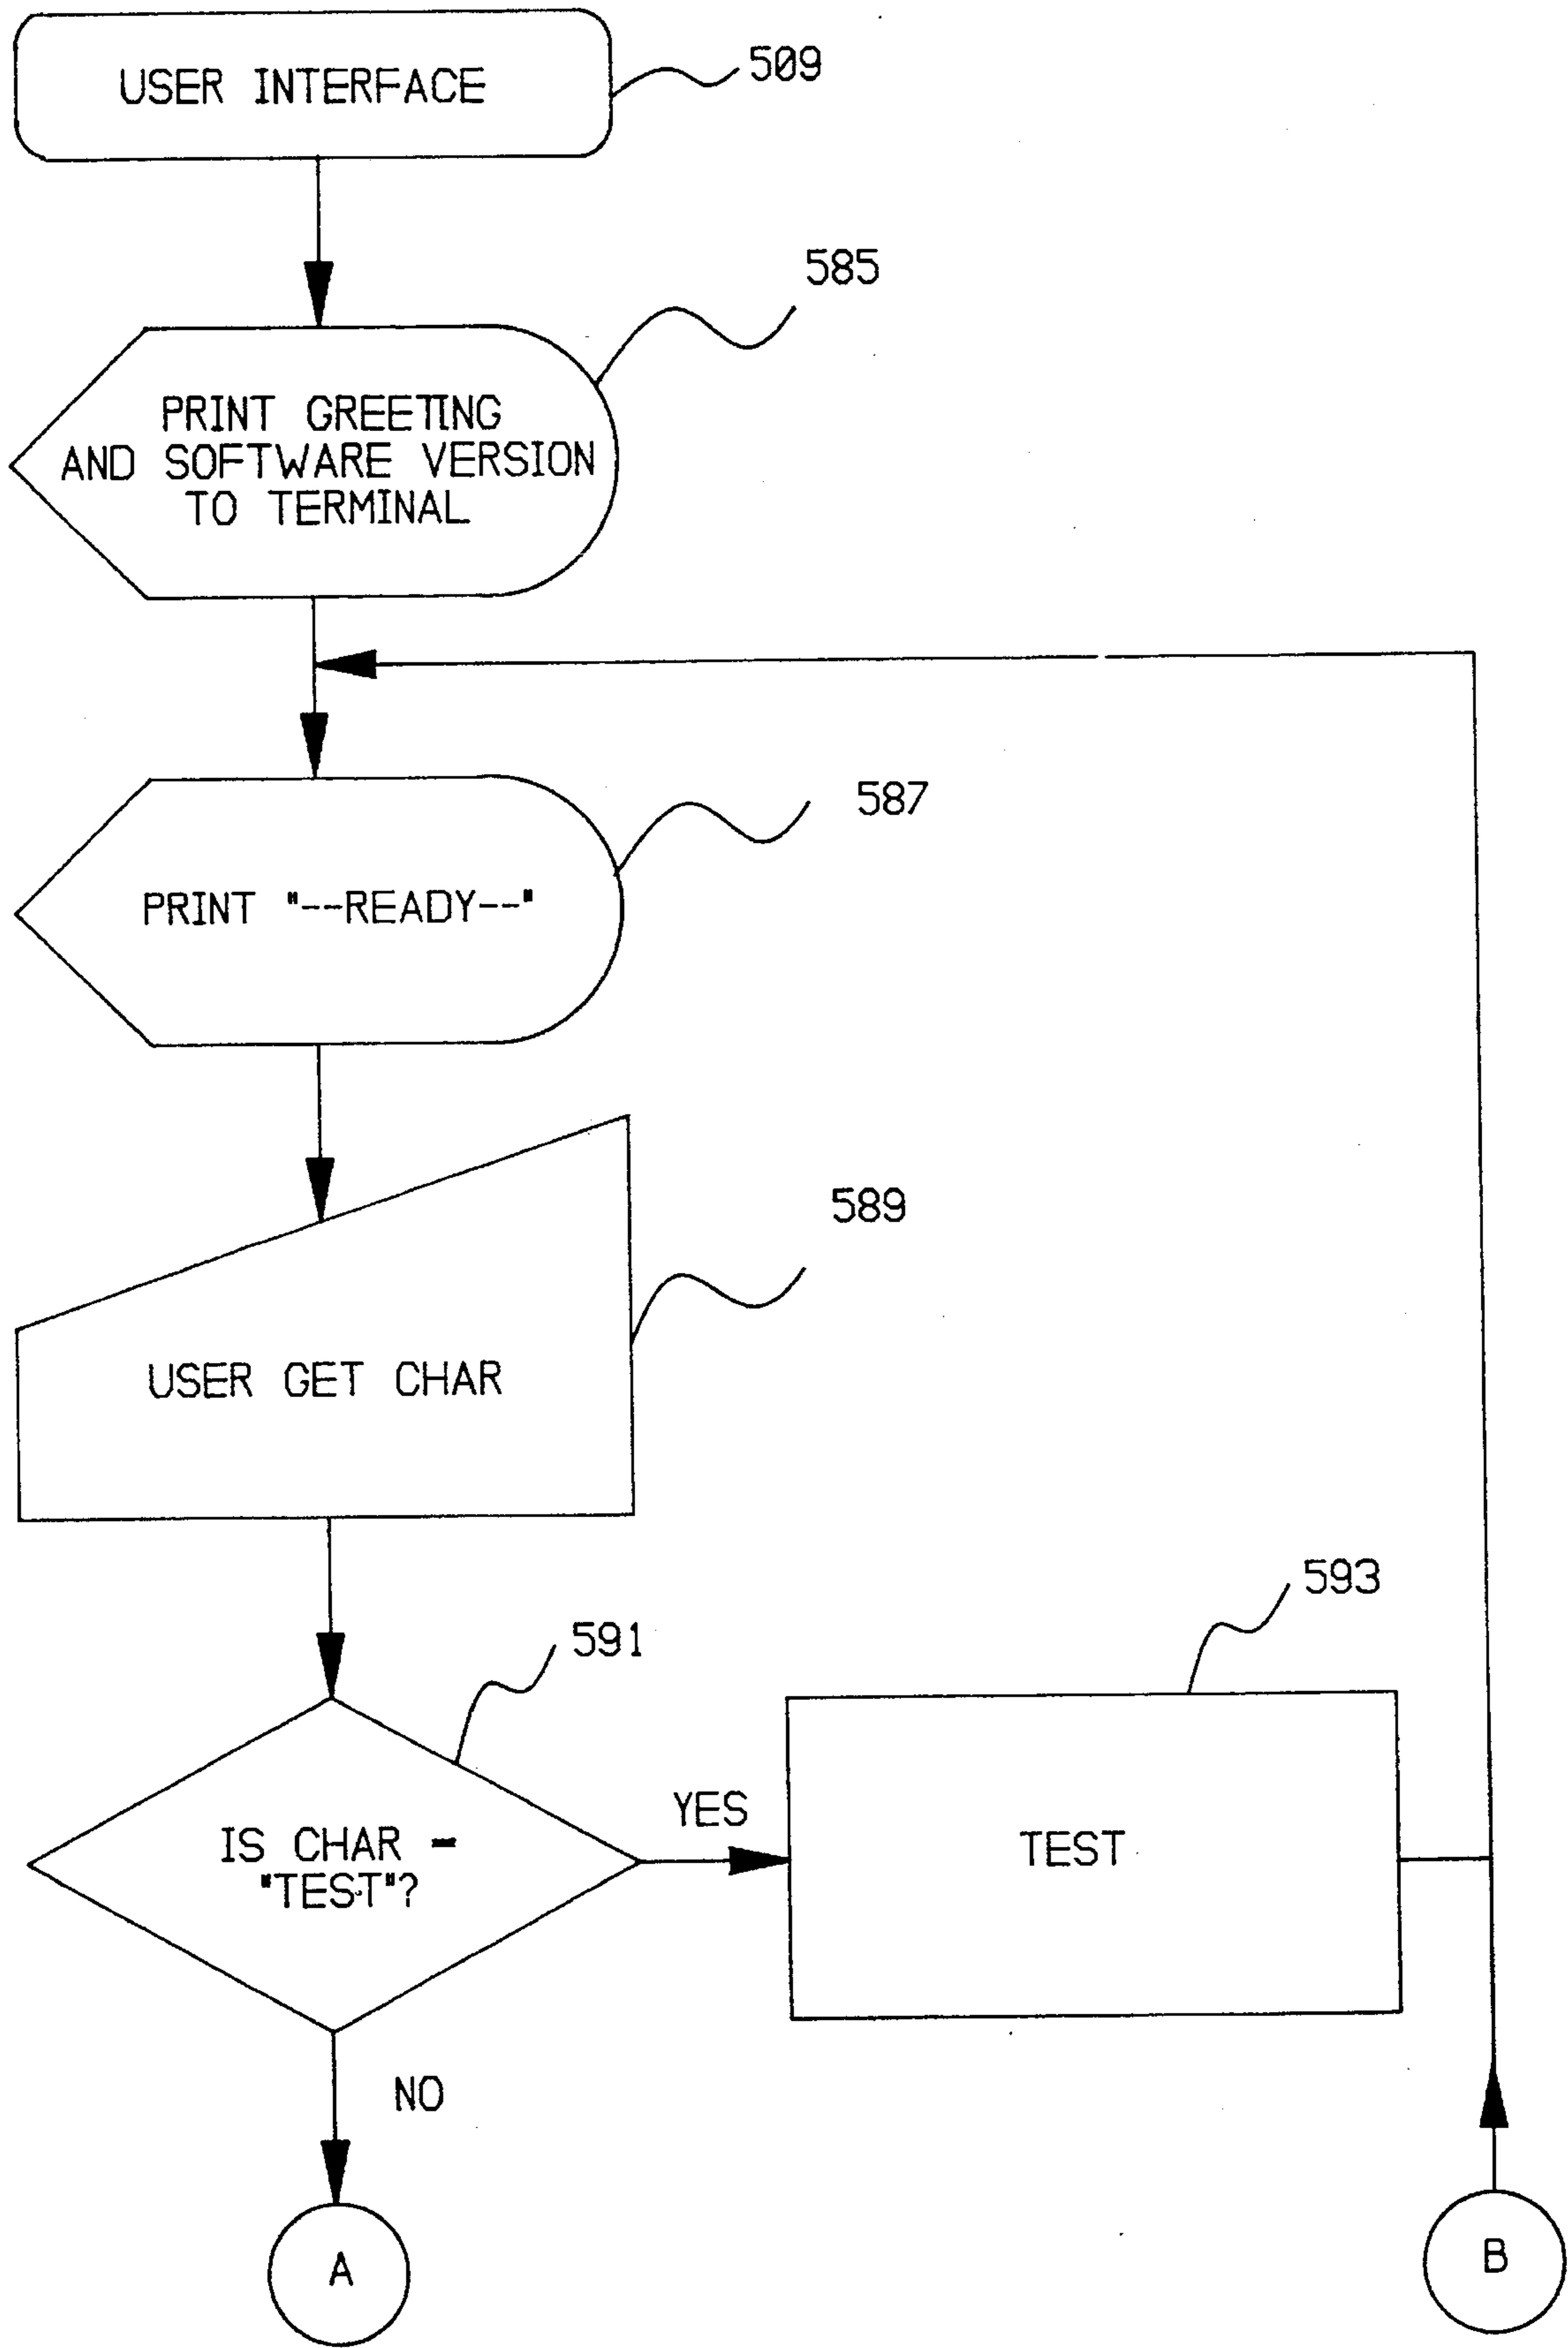 USER INTERFACE
509
585
PRINT GREETING
AND SOFTWARE VERSION
TO TERMINAL
587
PRINT "--READY--"
589
USER GET CHAR
593
591
YES
IS CHAR =
"TEST"?
TEST
NO
A
B